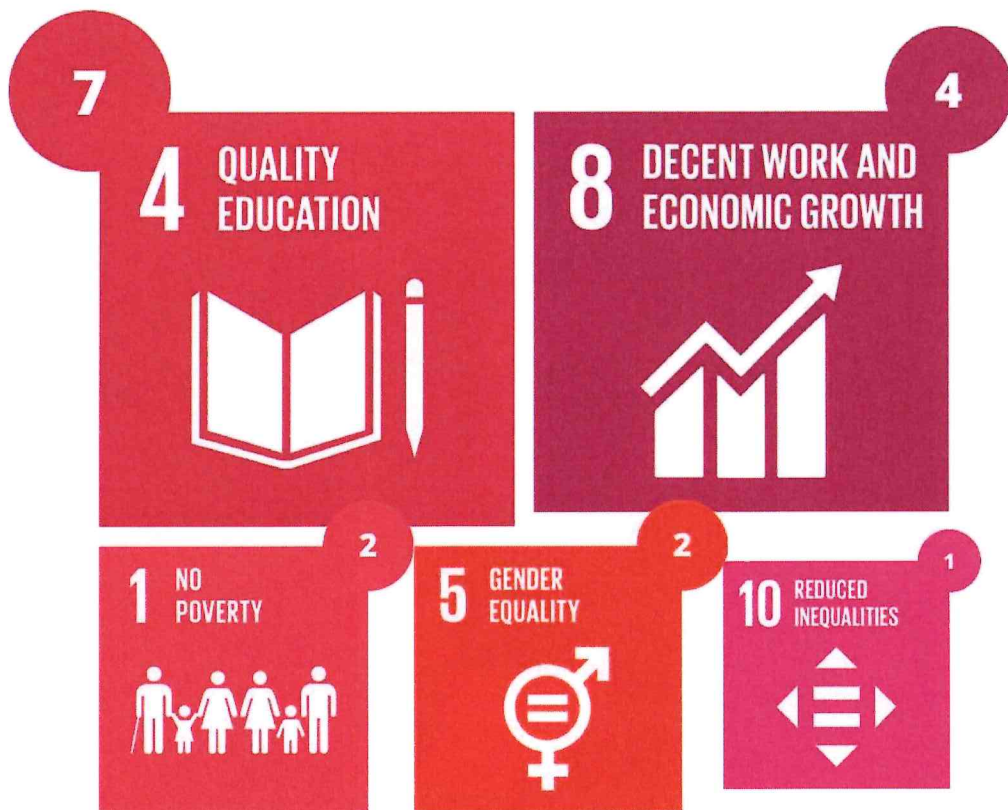 7
4 QUALITY
EDUCATION
4
8 DECENT WORK AND
ECONOMIC GROWTH
2
1 NO
POVERTY
2
5 GENDER
EQUALITY
1
10 REDUCED
INEQUALITIES